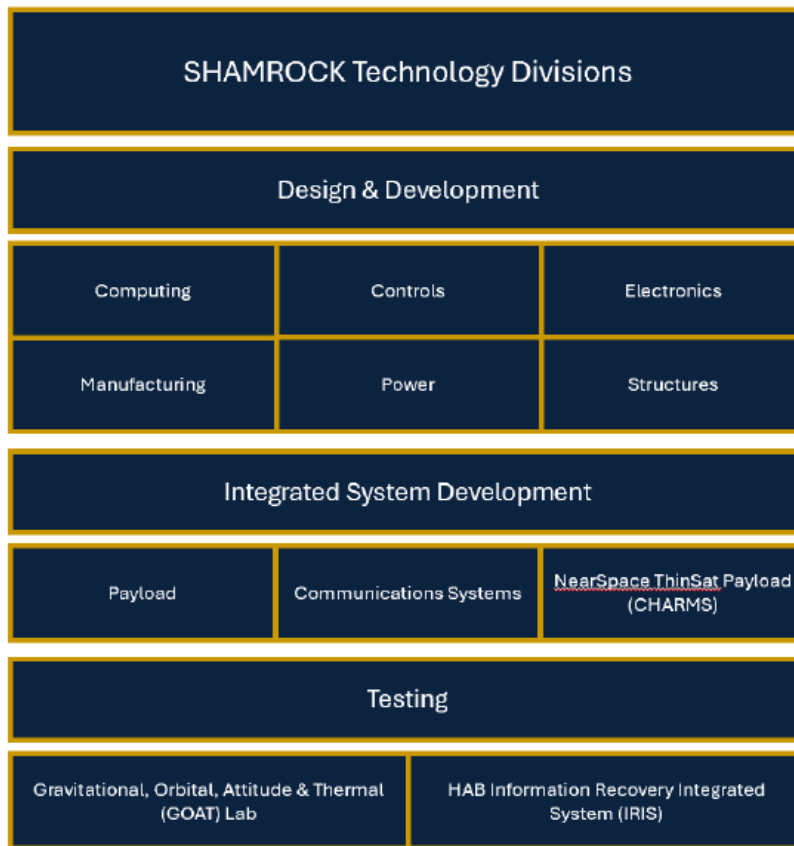 SHAMROCK Technology Divisions
Design & Development
Computing
Controls
Electronics
Manufacturing
Power
Structures
Integrated System Development
Payload
Communications Systems
NearSpace ThinSat Payload
(CHARMS)
Testing
Gravitational, Orbital, Attitude & Thermal
(GOAT) Lab
HAB Information Recovery Integrated
System (IRIS)